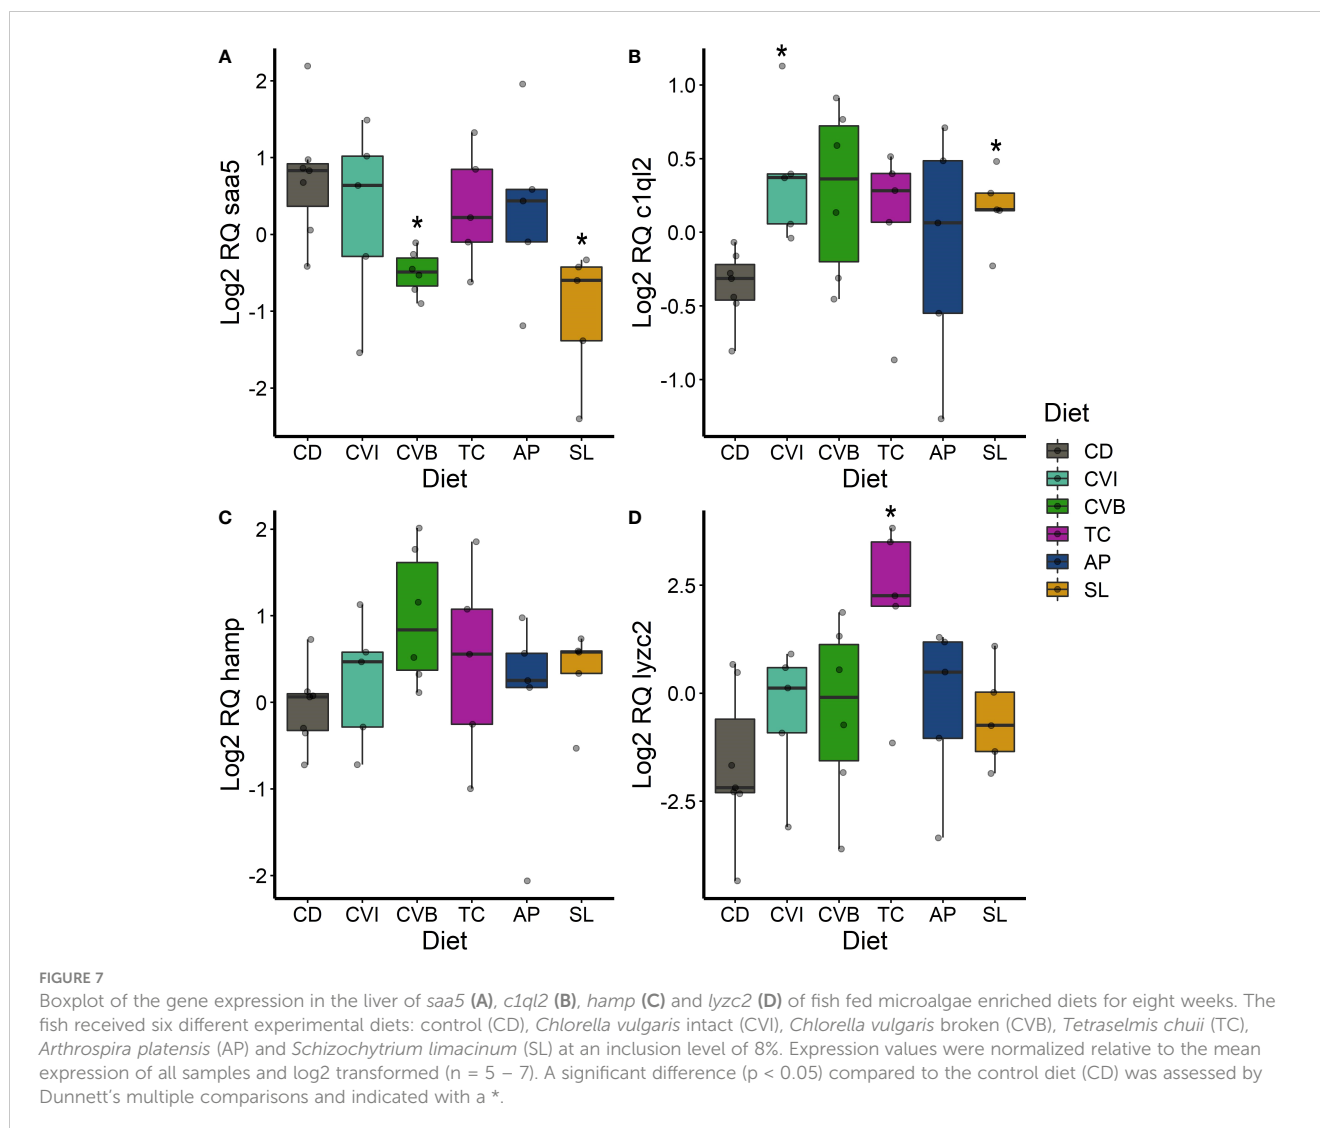 A
Log2 RQ saa5
2
1
0
-1
-2
*
*
CD CVI CVB TC AP SL
Diet
B
Log2 RQ c1ql2
1.0
0.5
0.0
-0.5
-1.0
*
*
CD CVI CVB TC AP SL
Diet
C
Log2 RQ hamp
2
1
0
-1
-2
CD CVI CVB TC AP SL
Diet
D
Log2 RQ lyzc2
2.5
0.0
-2.5
*
CD CVI CVB TC AP SL
Diet
Diet
CD
CVI
CVB
TC
AP
SL
FIGURE 7
Boxplot of the gene expression in the liver of saa5 (A), c1ql2 (B), hamp (C) and lyzc2 (D) of fish fed microalgae enriched diets for eight weeks. The
fish received six different experimental diets: control (CD), Chlorella vulgaris intact (CVI), Chlorella vulgaris broken (CVB), Tetraselmis chuii (TC),
Arthrospira platensis (AP) and Schizochytrium limacinum (SL) at an inclusion level of 8%. Expression values were normalized relative to the mean
expression of all samples and log2 transformed (n = 5 – 7). A significant difference (p < 0.05) compared to the control diet (CD) was assessed by
Dunnett’s multiple comparisons and indicated with a *.